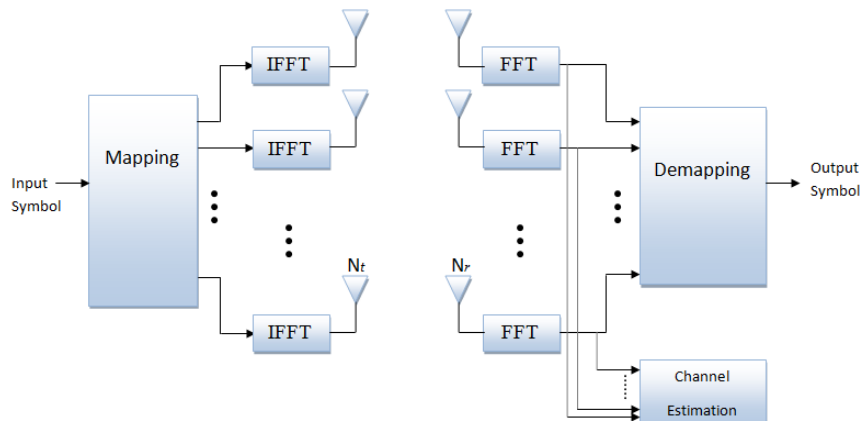 IFFT
FFT
Mapping
IFFT
FFT
Demapping
Input
Symbol
Output
Symbol
Nt
Nr
IFFT
FFT
Channel
Estimation